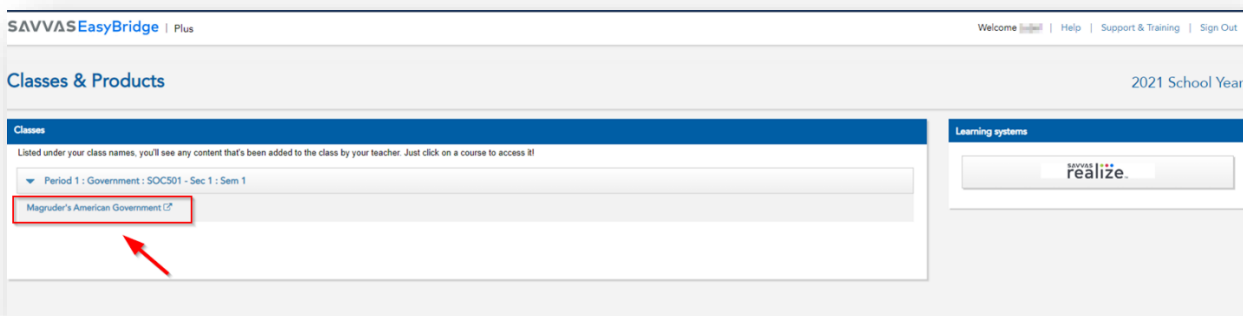 SAVVAS EasyBridge | Plus
Welcome | Help | Support & Training | Sign Out
Classes & Products
2021 School Year
Classes
Listed under your class names, you'll see any content that's been added to the class by your teacher. Just click on a course to access it!
Period 1 : Government : SOC501 - Sec 1 : Sem 1
Magruder's American Government
Learning systems
SAVVAS
realize